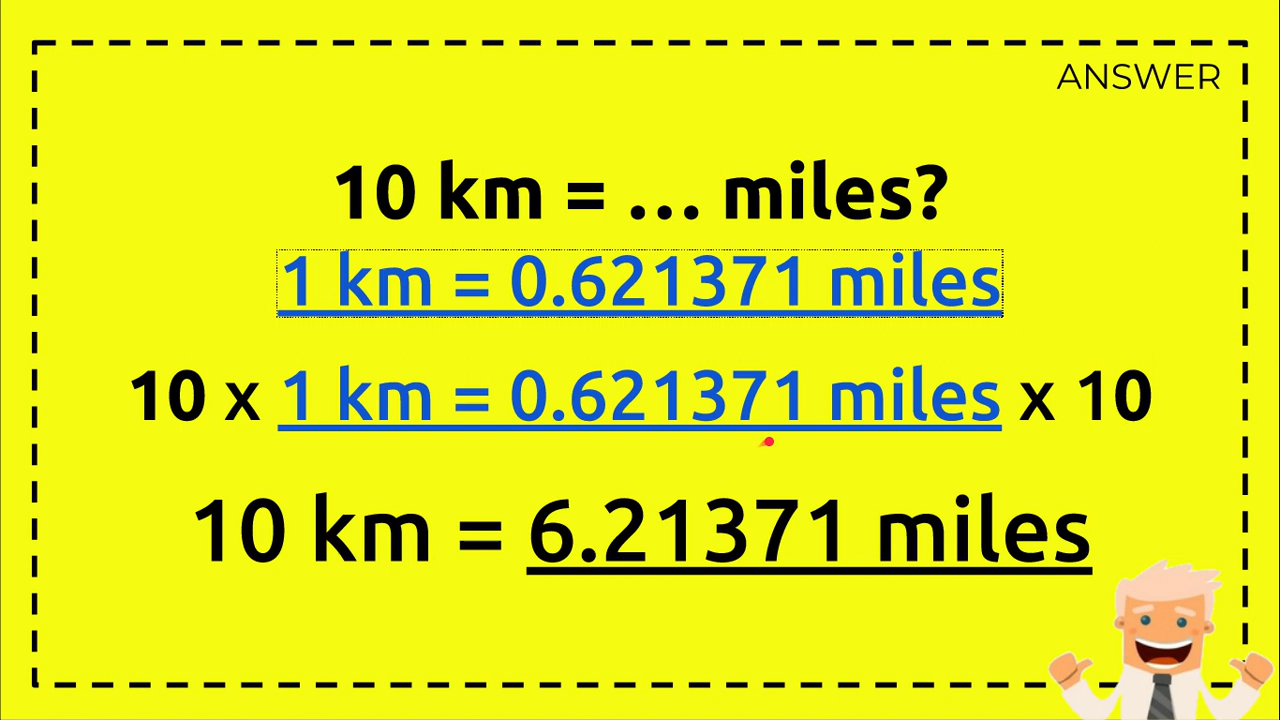 ANSWER
10 km = ... miles?
1 km = 0.621371 miles
10 x 1 km = 0.621371 miles x 10
10 km = 6.21371 miles